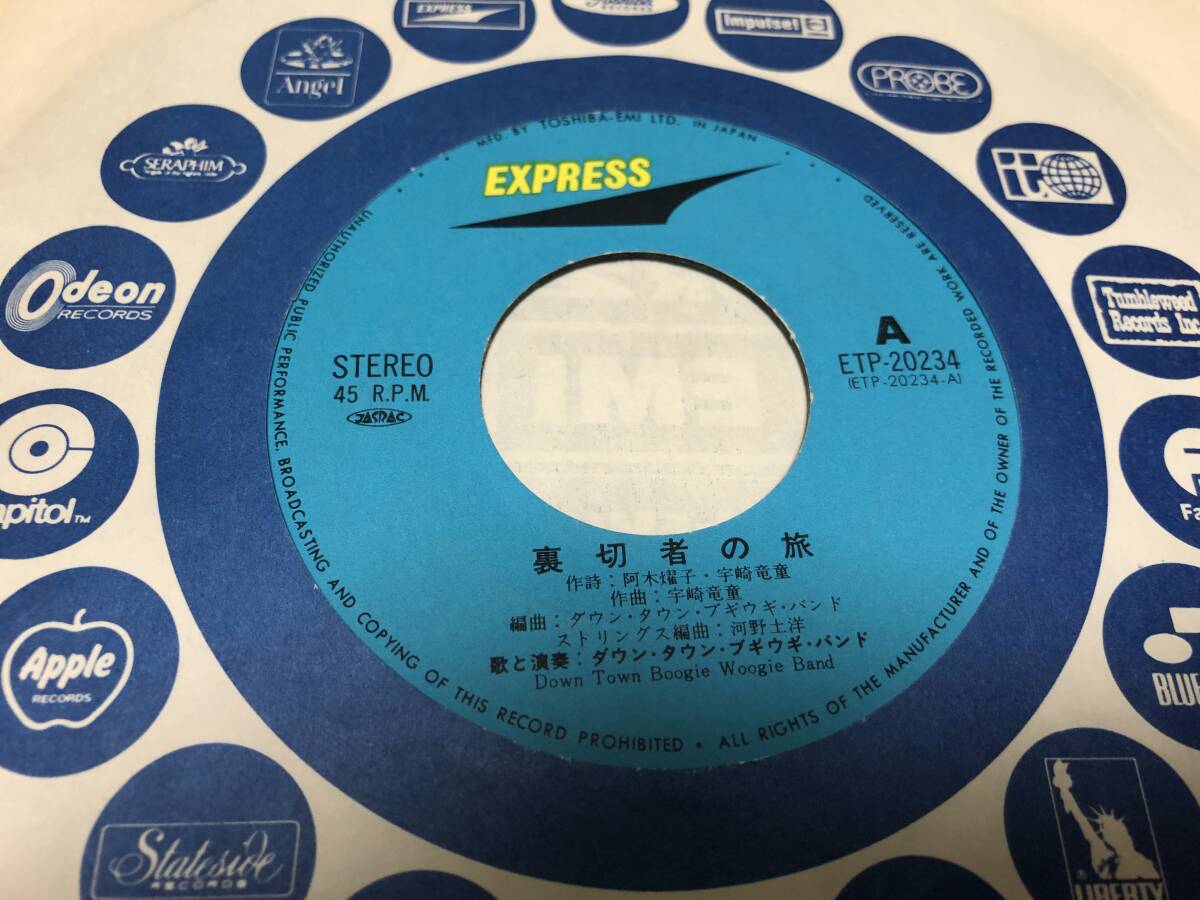 EXPRESS
impulse!
Angel
PROBE
SERAPHIM
it
Odeon
RECORDS
Tumbleweed
Records Inc
apitol™
Fa
Apple
RECORDS
BLUE
Stateside
RECORDS
LIBERTY
MFD. BY TOSHIBA-EMI LTD. IN JAPAN
EXPRESS
STEREO
45 R.P.M.
JASRAC
A
ETP-20234
(ETP-20234-A)
裏切者の旅
作詩:阿木燿子・宇崎竜童
作曲:宇崎竜童
編曲:ダウン・タウン・ブギウギ・バンド
ストリングス編曲:河野土洋
歌と演奏:ダウン・タウン・ブギウギ・バンド
Down Town Boogie Woogie Band
UNAUTHORIZED PUBLIC PERFORMANCE, BROADCASTING AND COPYING OF THIS RECORD PROHIBITED • ALL RIGHTS OF THE MANUFACTURER AND OF THE OWNER OF THE RECORDED WORK ARE RESERVED